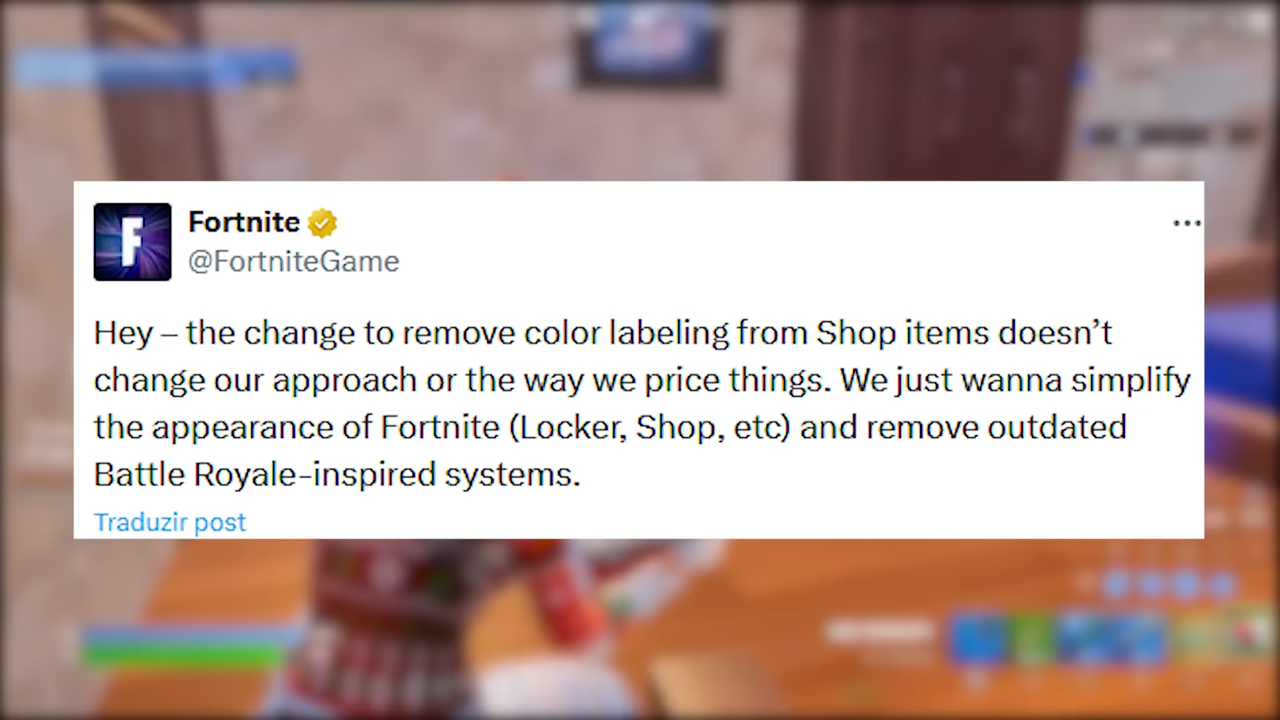 Fortnite
@FortniteGame
Hey – the change to remove color labeling from Shop items doesn’t
change our approach or the way we price things. We just wanna simplify
the appearance of Fortnite (Locker, Shop, etc) and remove outdated
Battle Royale-inspired systems.
Traduzir post